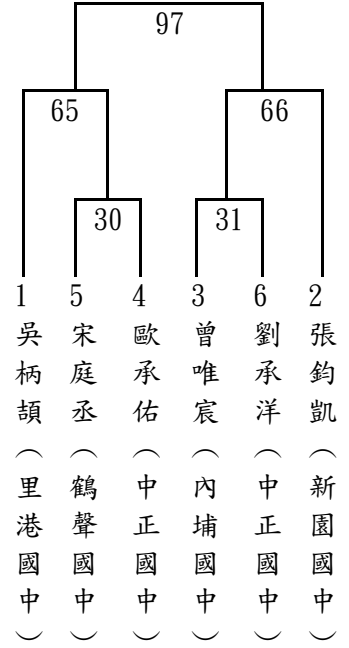 97
65 66
30 31
1 5 4 3 6 2
吳柄頡（里港國中）
宋庭丞（鶴聲國中）
歐承佑（中正國中）
曾唯宸（內埔國中）
劉承洋（中正國中）
張鈞凱（新園國中）